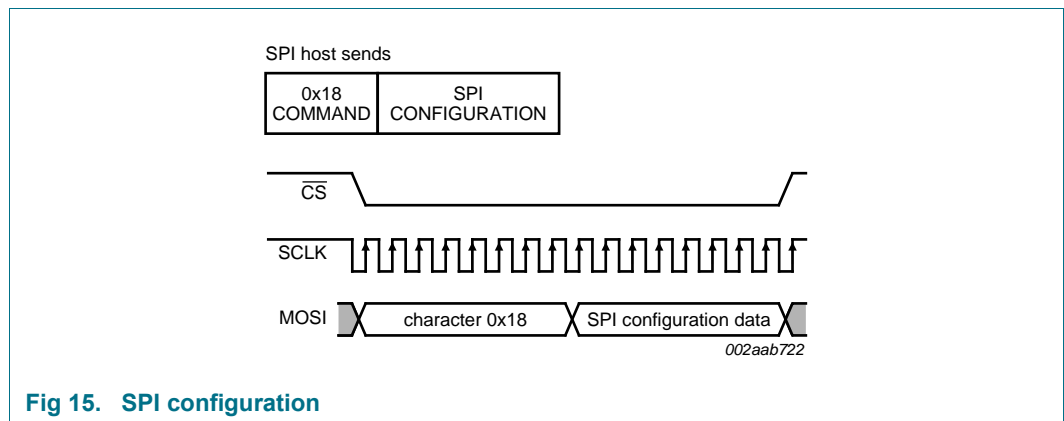 SPI host sends
0x18
COMMAND
SPI
CONFIGURATION
CS
SCLK
MOSI
character 0x18
SPI configuration data
002aab722
Fig 15. SPI configuration